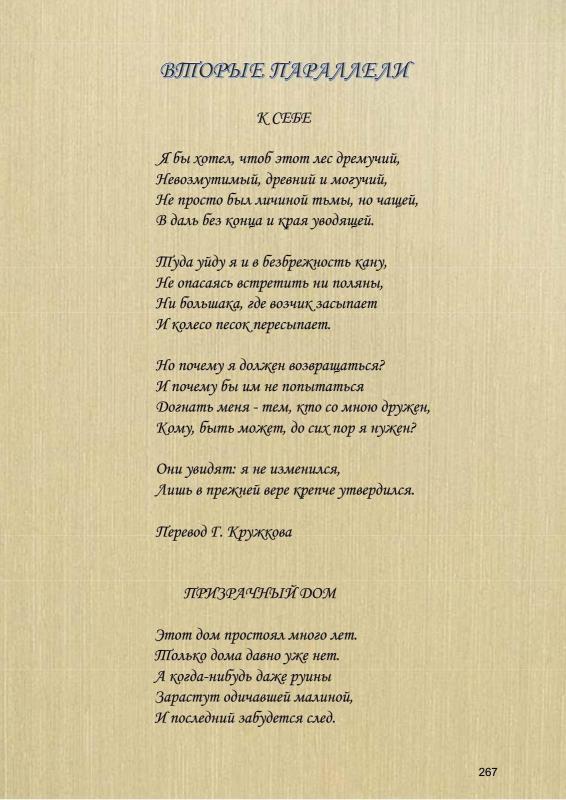 ВТОРЫЕ ПАРАЛЛЕЛИ
К СЕБЕ
Я бы хотел, чтоб этот лес дремучий,
Невозмутимый, древний и могучий,
Не просто был личиной тьмы, но чащей,
В даль без конца и края уводящей.
Туда уйду я и в безбрежность кану,
Не опасаясь встретить ни поляны,
Ни большака, где возчик засыпает
И колесо песок пересыпает.
Но почему я должен возвращаться?
И почему бы им не попытаться
Догнать меня - тем, кто со мною дружен,
Кому, быть может, до сих пор я нужен?
Они увидят: я не изменился,
Лишь в прежней вере крепче утвердился.
Перевод Г. Кружкова
ПРИЗРАЧНЫЙ ДОМ
Этот дом простоял много лет.
Только дома давно уже нет.
А когда-нибудь даже руины
Зарастут одичавшей малиной,
И последний забудется след.
267